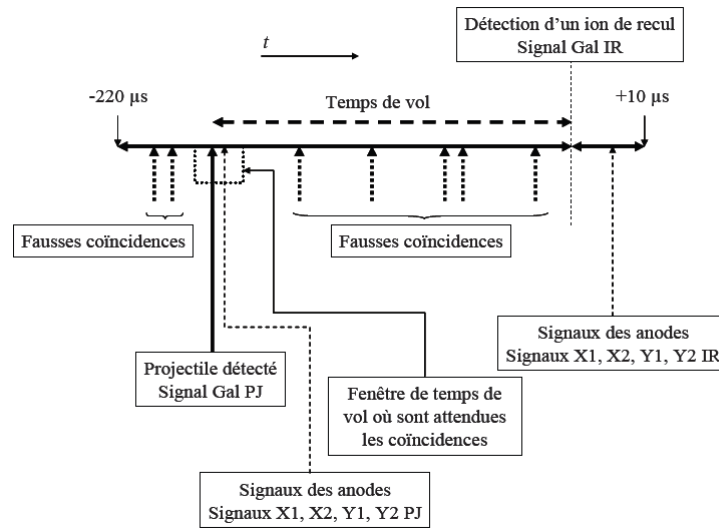 Détection d'un ion de recul
Signal Gal IR
t
-220 µs
Temps de vol
+10 µs
Fausses coïncidences
Fausses coïncidences
Signaux des anodes
Signaux X1, X2, Y1, Y2 IR
Projectile détecté
Signal Gal PJ
Fenêtre de temps de
vol où sont attendues
les coïncidences
Signaux des anodes
Signaux X1, X2, Y1, Y2 PJ